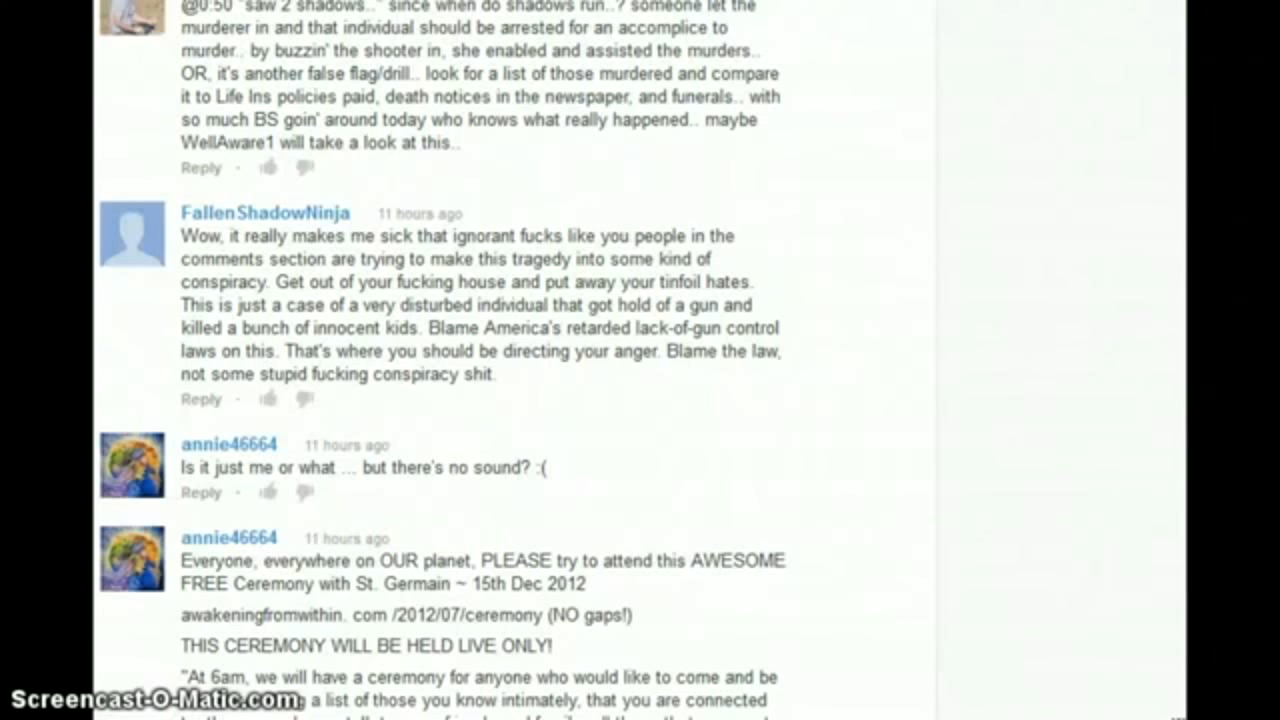 @0:50 "saw 2 shadows.." since when do shadows run..? someone let the
murderer in and that individual should be arrested for an accomplice to
murder.. by buzzin' the shooter in, she enabled and assisted the murders..
OR, it's another false flag/drill.. look for a list of those murdered and compare
it to Life Ins policies paid, death notices in the newspaper, and funerals.. with
so much BS goin' around today who knows what really happened.. maybe
WellAware1 will take a look at this..
Reply ·
FallenShadowNinja 11 hours ago
Wow, it really makes me sick that ignorant fucks like you people in the
comments section are trying to make this tragedy into some kind of
conspiracy. Get out of your fucking house and put away your tinfoil hates.
This is just a case of a very disturbed individual that got hold of a gun and
killed a bunch of innocent kids. Blame America's retarded lack-of-gun control
laws on this. That's where you should be directing your anger. Blame the law,
not some stupid fucking conspiracy shit.
Reply ·
annie46664 11 hours ago
Is it just me or what ... but there's no sound? :(
Reply ·
annie46664 11 hours ago
Everyone, everywhere on OUR planet, PLEASE try to attend this AWESOME
FREE Ceremony with St. Germain ~ 15th Dec 2012
awakeningfromwithin. com /2012/07/ceremony (NO gaps!)
THIS CEREMONY WILL BE HELD LIVE ONLY!
"At 6am, we will have a ceremony for anyone who would like to come and be
a list of those you know intimately, that you are connected
Screencast-O-Matic.com